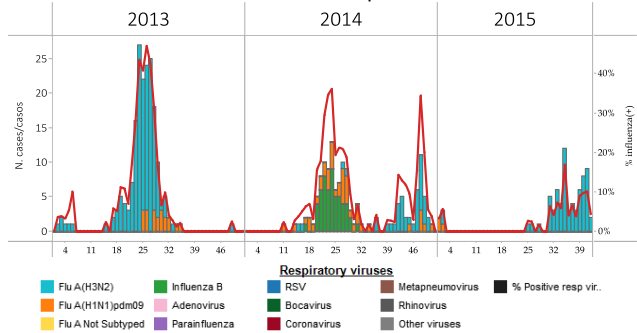 2013 2014 2015
N. cases/casos
25
20
15
10
5
0
40%
30%
20%
10%
0%
% influenza(+)
4 11 18 25 32 39 46 4 11 18 25 32 39 46 4 11 18 25 32 39
Respiratory viruses
Flu A(H3N2) Influenza B RSV Metapneumovirus % Positive resp vir..
Flu A(H1N1)pdm09 Adenovirus Bocavirus Rhinovirus
Flu A Not Subtyped Parainfluenza Coronavirus Other viruses